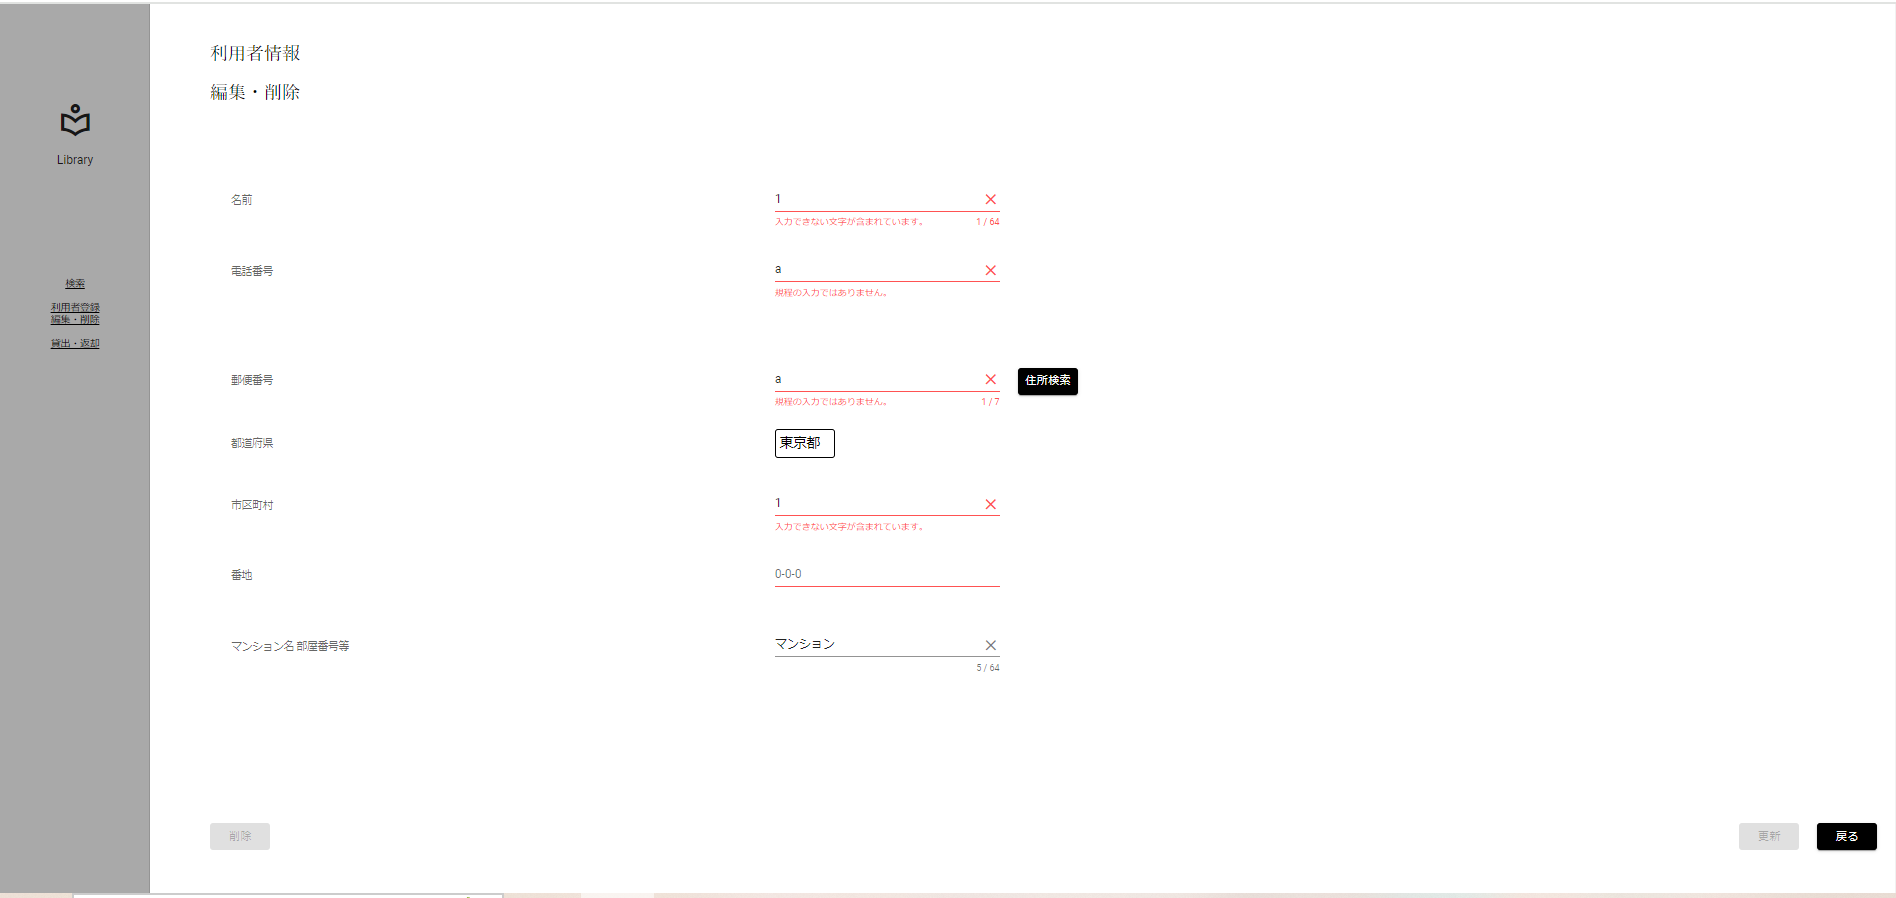 利用者情報
編集・削除
Library
検索
利用者登録
編集・削除
貸出・返却
名前
1
入力できない文字が含まれています。
1 / 64
電話番号
a
規程の入力ではありません。
郵便番号
a
住所検索
規程の入力ではありません。
1 / 7
都道府県
東京都
市区町村
1
入力できない文字が含まれています。
番地
0-0-0
マンション名 部屋番号等
マンション
5 / 64
削除
更新
戻る